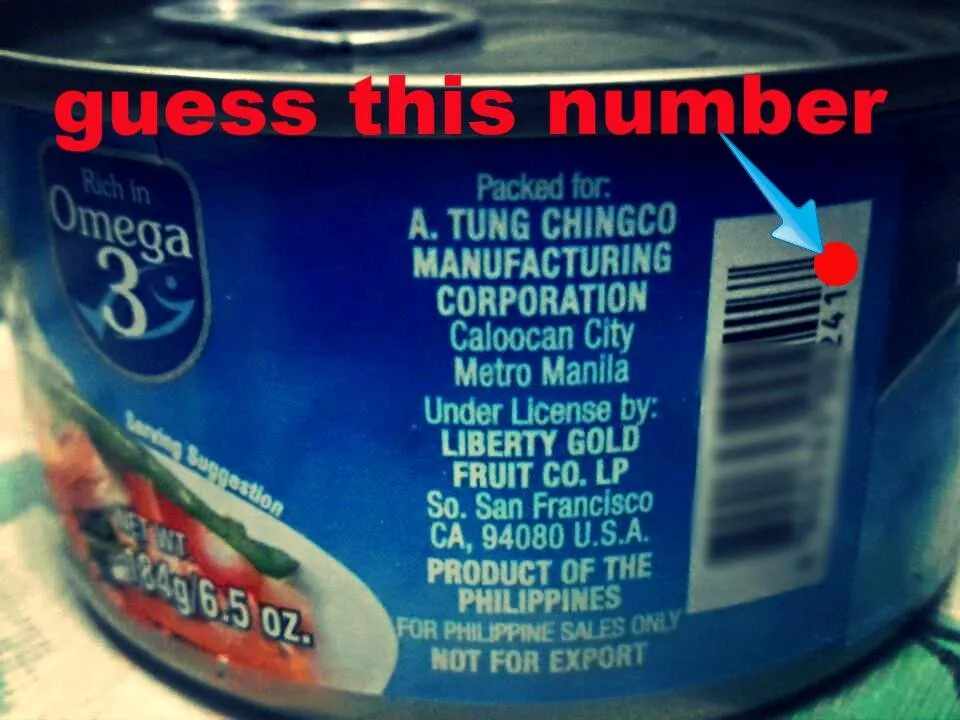 guess this number
Rich in
Omega
3
Packed for:
A. TUNG CHINGCO
MANUFACTURING
CORPORATION
Caloocan City
Metro Manila
Under License by:
LIBERTY GOLD
FRUIT CO. LP
So. San Francisco
CA, 94080 U.S.A.
PRODUCT OF THE
PHILIPPINES
FOR PHILIPPINE SALES ONLY
NOT FOR EXPORT
Serving Suggestion
NET WT
184g/6.5 oz.
241